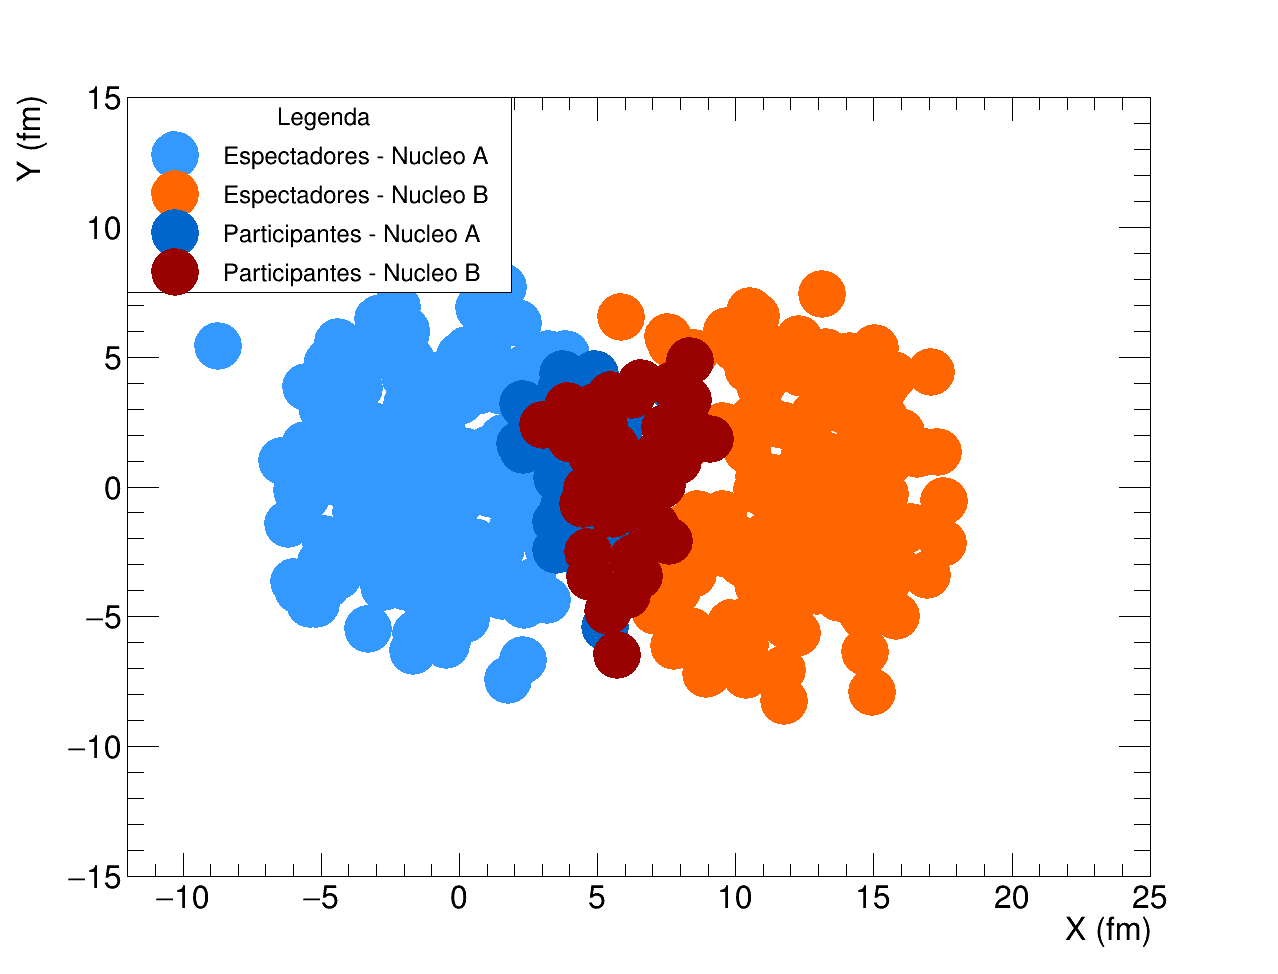 Y (fm)
15
10
5
0
−5
−10
−15
Legenda
Espectadores - Nucleo A
Espectadores - Nucleo B
Participantes - Nucleo A
Participantes - Nucleo B
−10 −5 0 5 10 15 20 25
X (fm)